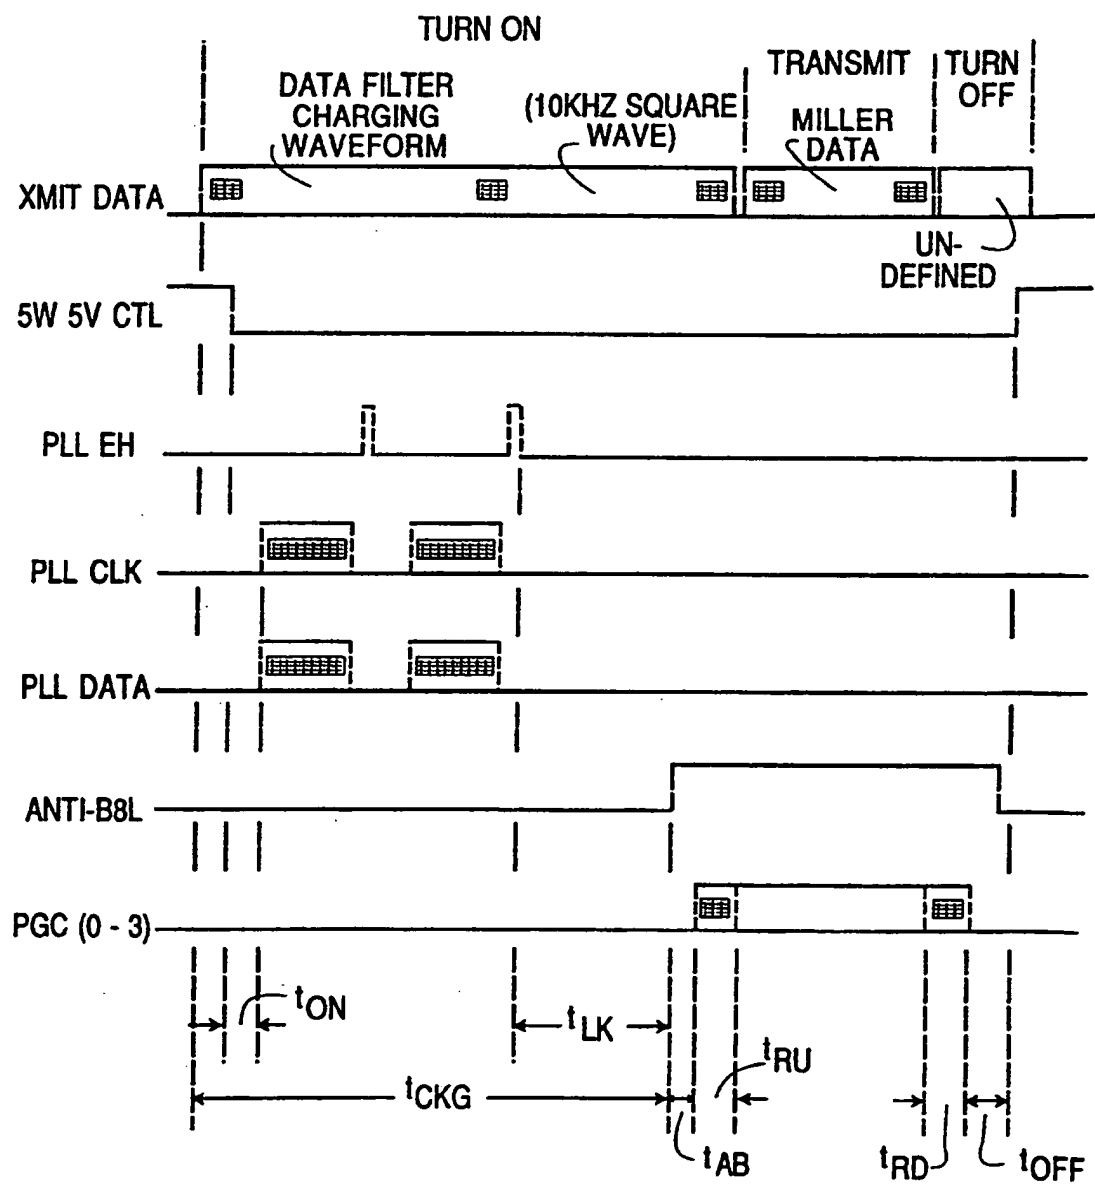 TURN ON
DATA FILTER
CHARGING
WAVEFORM
(10KHZ SQUARE
WAVE)
TRANSMIT
MILLER
DATA
TURN
OFF
XMIT DATA
UN-
DEFINED
5W 5V CTL
PLL EH
PLL CLK
PLL DATA
ANTI-B8L
PGC (0 - 3)
tON
tLK
tRU
tCKG
tAB
tRD
tOFF